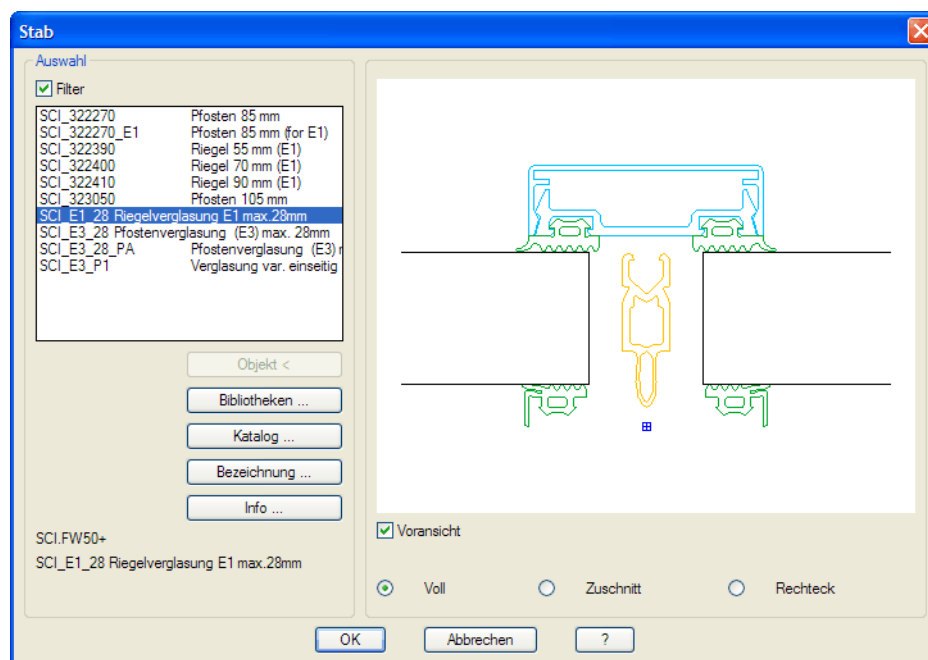 Stab
Auswahl
Filter
SCI_322270 Pfosten 85 mm
SCI_322270_E1 Pfosten 85 mm (for E1)
SCI_322390 Riegel 55 mm (E1)
SCI_322400 Riegel 70 mm (E1)
SCI_322410 Riegel 90 mm (E1)
SCI_323050 Pfosten 105 mm
SCI_E1_28 Riegelverglasung E1 max.28mm
SCI_E3_28 Pfostenverglasung (E3) max. 28mm
SCI_E3_28_PA Pfostenverglasung (E3) r
SCI_E3_P1 Verglasung var. einseitig
Objekt <
Bibliotheken ...
Katalog ...
Bezeichnung ...
Info ...
SCI.FW50+
SCI_E1_28 Riegelverglasung E1 max.28mm
Voransicht
Voll Zuschnitt Rechteck
OK Abbrechen ?